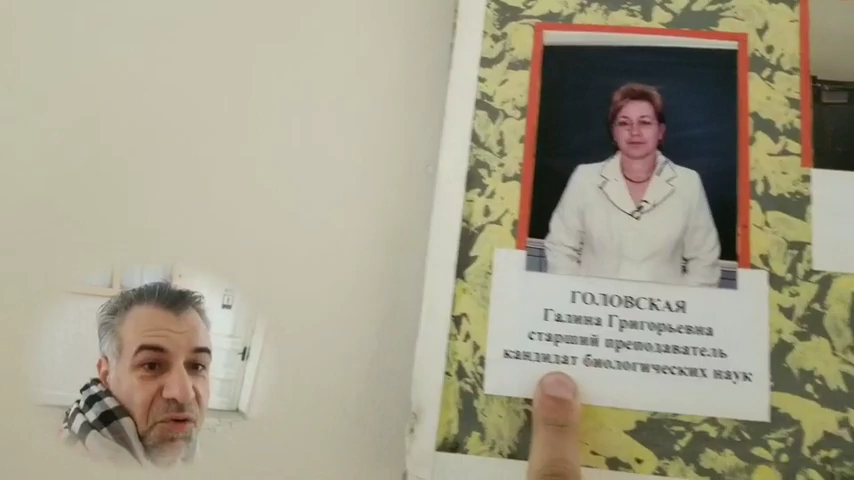 ГОЛОВСКАЯ
Галина Григорьевна
старший преподаватель
кандидат биологических наук